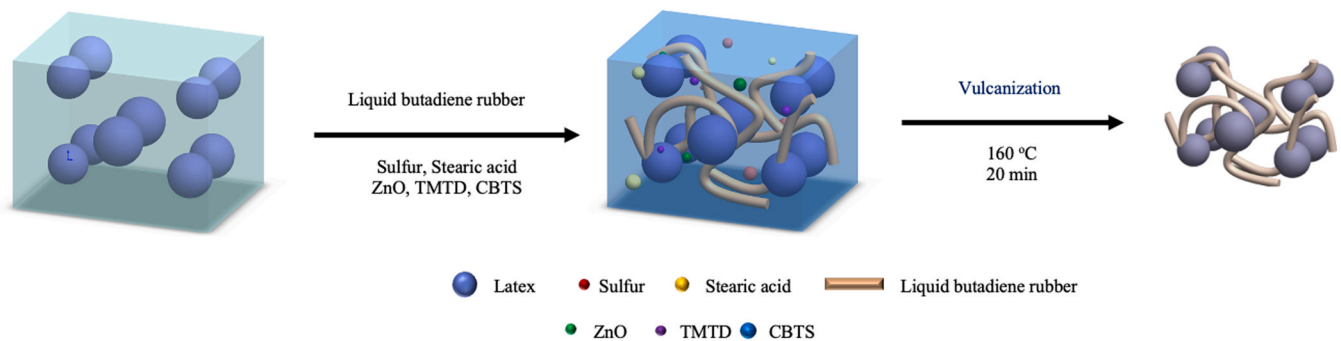 Liquid butadiene rubber
Sulfur, Stearic acid
ZnO, TMTD, CBTS
Vulcanization
160 °C
20 min
L
Latex
Sulfur
Stearic acid
Liquid butadiene rubber
ZnO
TMTD
CBTS